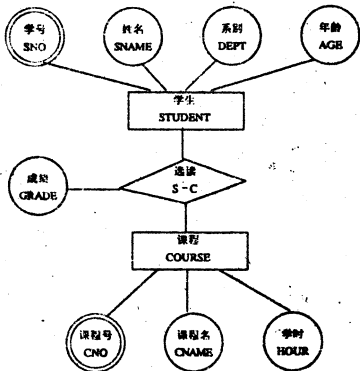 学号
SNO
姓名
SNAME
系别
DEPT
年龄
AGE
学生
STUDENT
成绩
GRADE
选读
S-C
课程
COURSE
课程号
CNO
课程名
CNAME
学时
HOUR